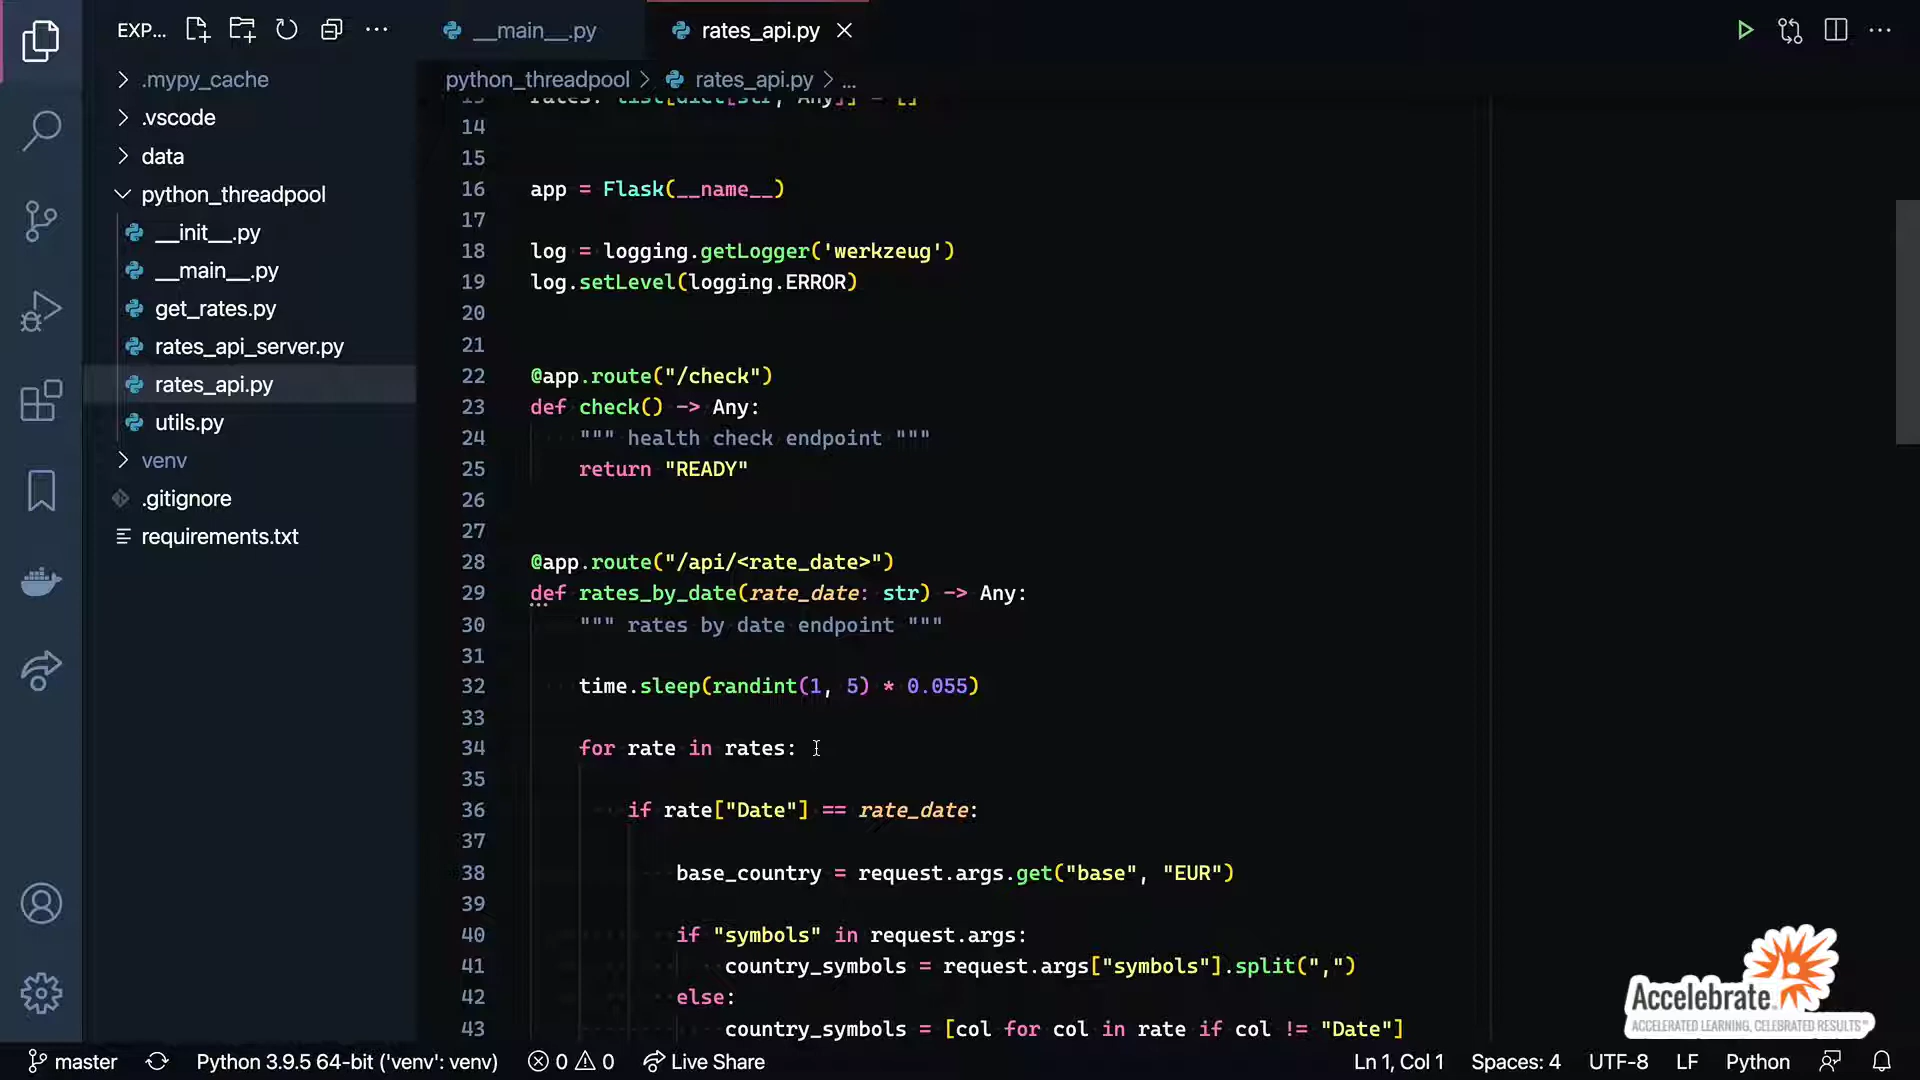 EXP...
__main__.py
rates_api.py
.mypy_cache
.vscode
data
python_threadpool
__init__.py
__main__.py
get_rates.py
rates_api_server.py
rates_api.py
utils.py
venv
.gitignore
requirements.txt
python_threadpool > rates_api.py > ...
13 rates: list[dict[str, Any]] = []
14
15
16 app = Flask(__name__)
17
18 log = logging.getLogger('werkzeug')
19 log.setLevel(logging.ERROR)
20
21
22 @app.route("/check")
23 def check() -> Any:
24 """ health check endpoint """
25 return "READY"
26
27
28 @app.route("/api/<rate_date>")
29 def rates_by_date(rate_date: str) -> Any:
30 """ rates by date endpoint """
31
32 time.sleep(randint(1, 5) * 0.055)
33
34 for rate in rates:
35
36 if rate["Date"] == rate_date:
37
38 base_country = request.args.get("base", "EUR")
39
40 if "symbols" in request.args:
41 country_symbols = request.args["symbols"].split(",")
42 else:
43 country_symbols = [col for col in rate if col != "Date"]
Accelebrate.
ACCELERATED LEARNING, CELEBRATED RESULTS™
master
Python 3.9.5 64-bit ('venv': venv)
0
0
Live Share
Ln 1, Col 1
Spaces: 4
UTF-8
LF
Python